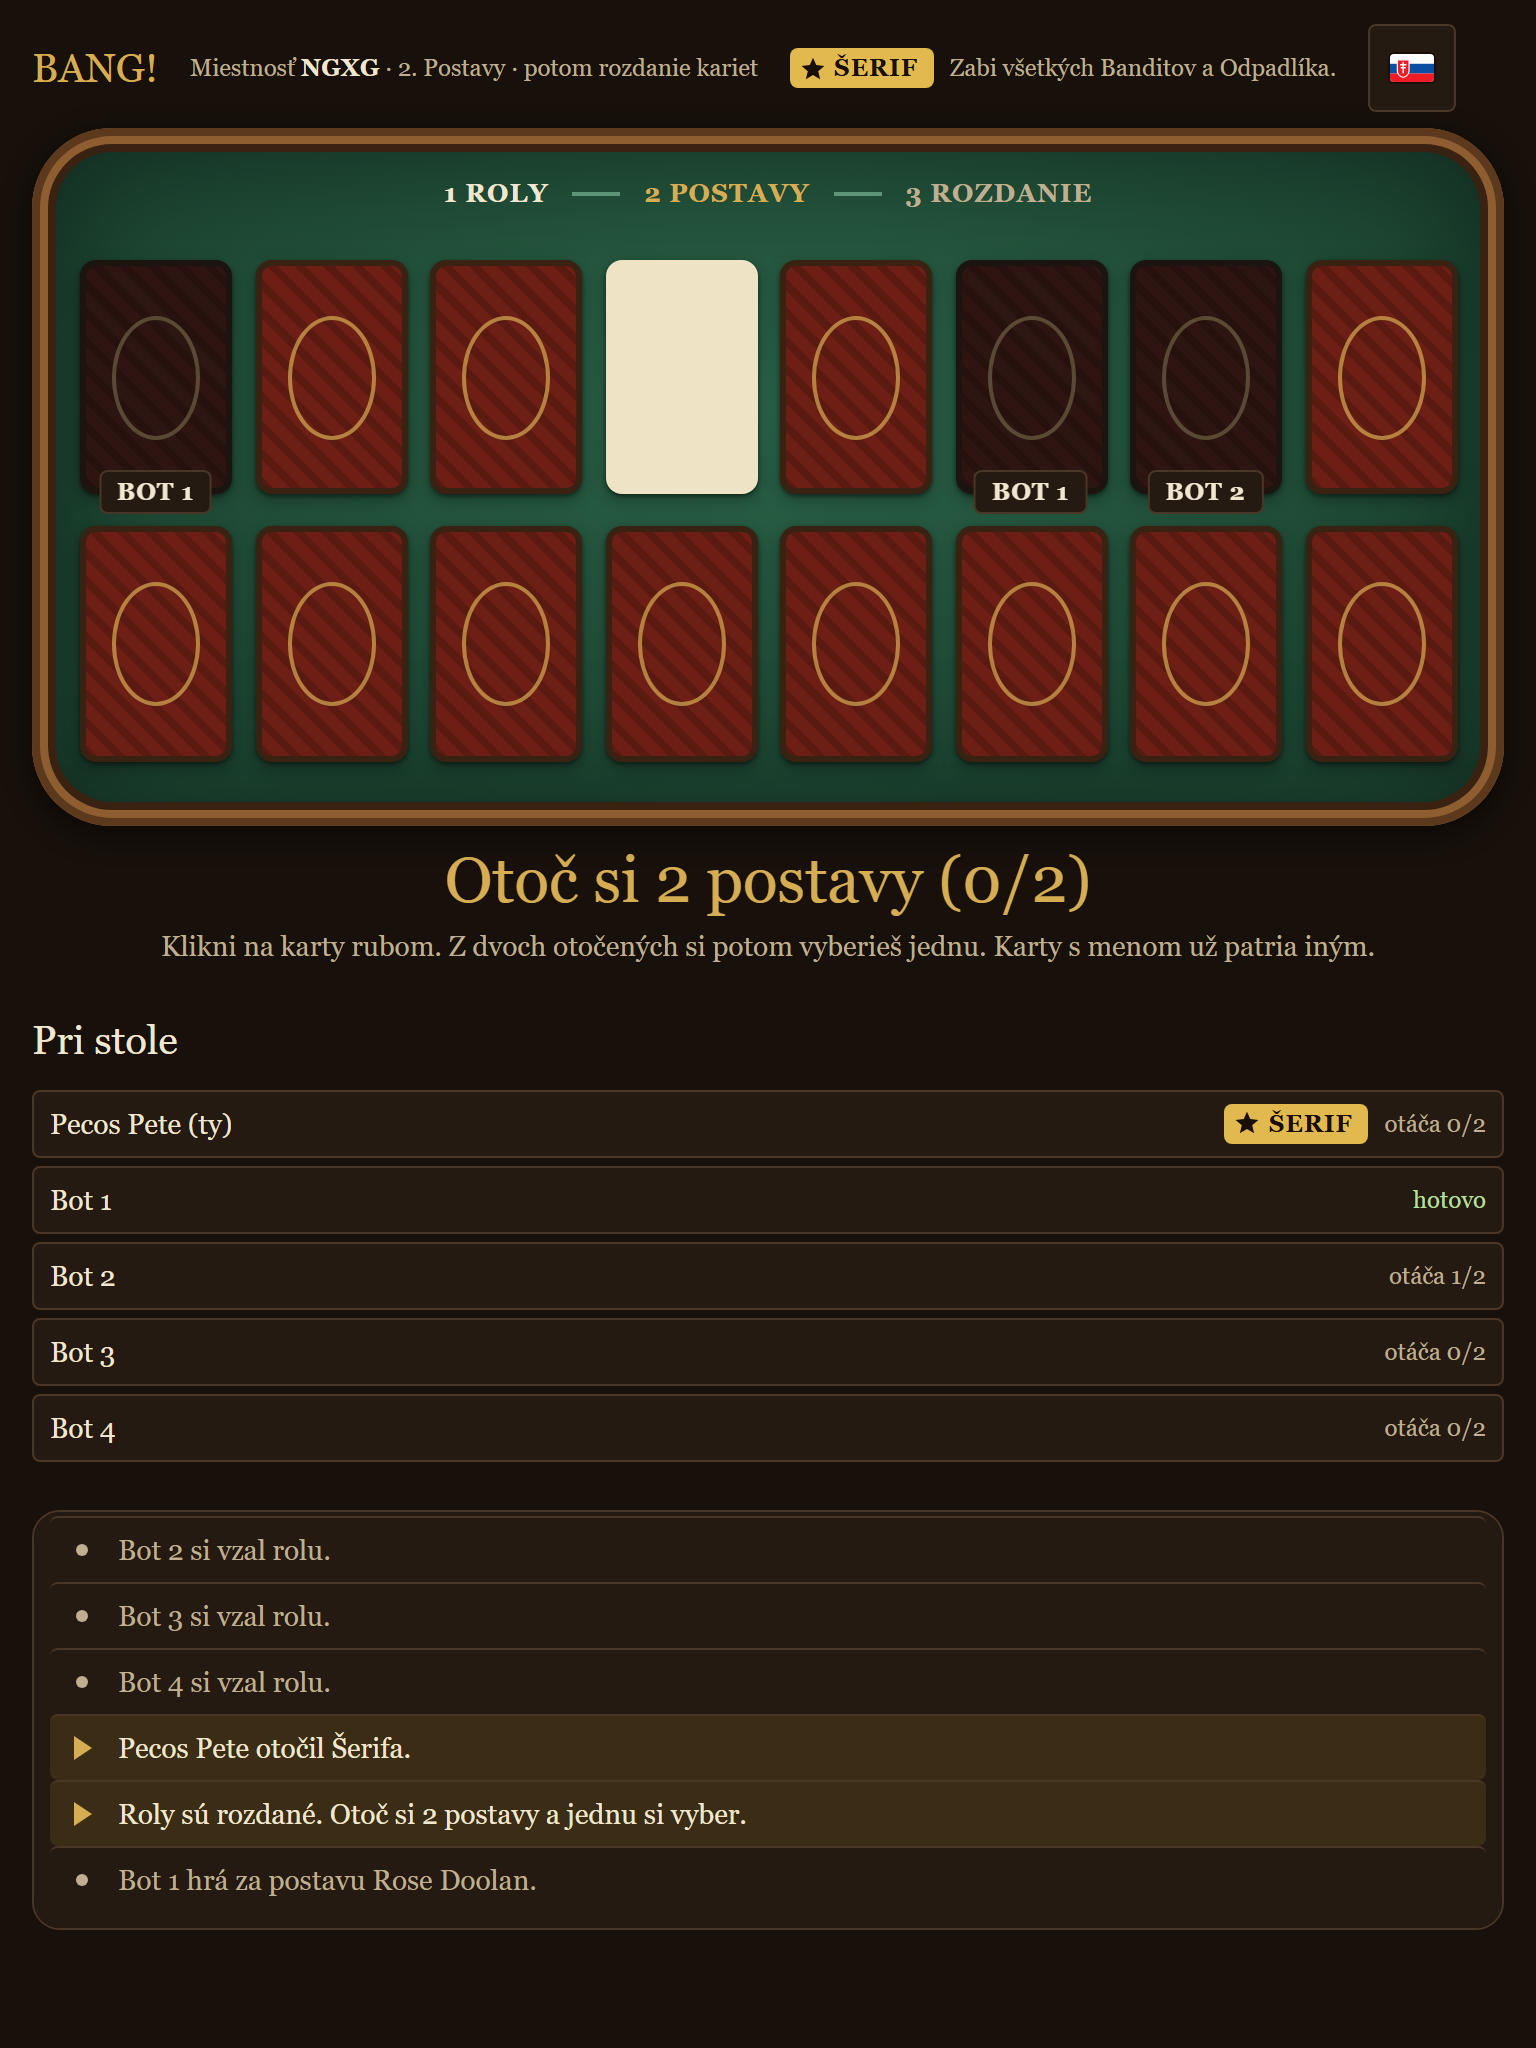 BANG!
Miestnosť NGXG · 2. Postavy · potom rozdanie kariet
ŠERIF
Zabi všetkých Banditov a Odpadlíka.
1 ROLY
2 POSTAVY
3 ROZDANIE
BOT 1
BOT 1
BOT 2
Otoč si 2 postavy (0/2)
Klikni na karty rubom. Z dvoch otočených si potom vyberieš jednu. Karty s menom už patria iným.
Pri stole
Pecos Pete (ty)
ŠERIF
otáča 0/2
Bot 1
hotovo
Bot 2
otáča 1/2
Bot 3
otáča 0/2
Bot 4
otáča 0/2
Bot 2 si vzal rolu.
Bot 3 si vzal rolu.
Bot 4 si vzal rolu.
Pecos Pete otočil Šerifa.
Roly sú rozdané. Otoč si 2 postavy a jednu si vyber.
Bot 1 hrá za postavu Rose Doolan.